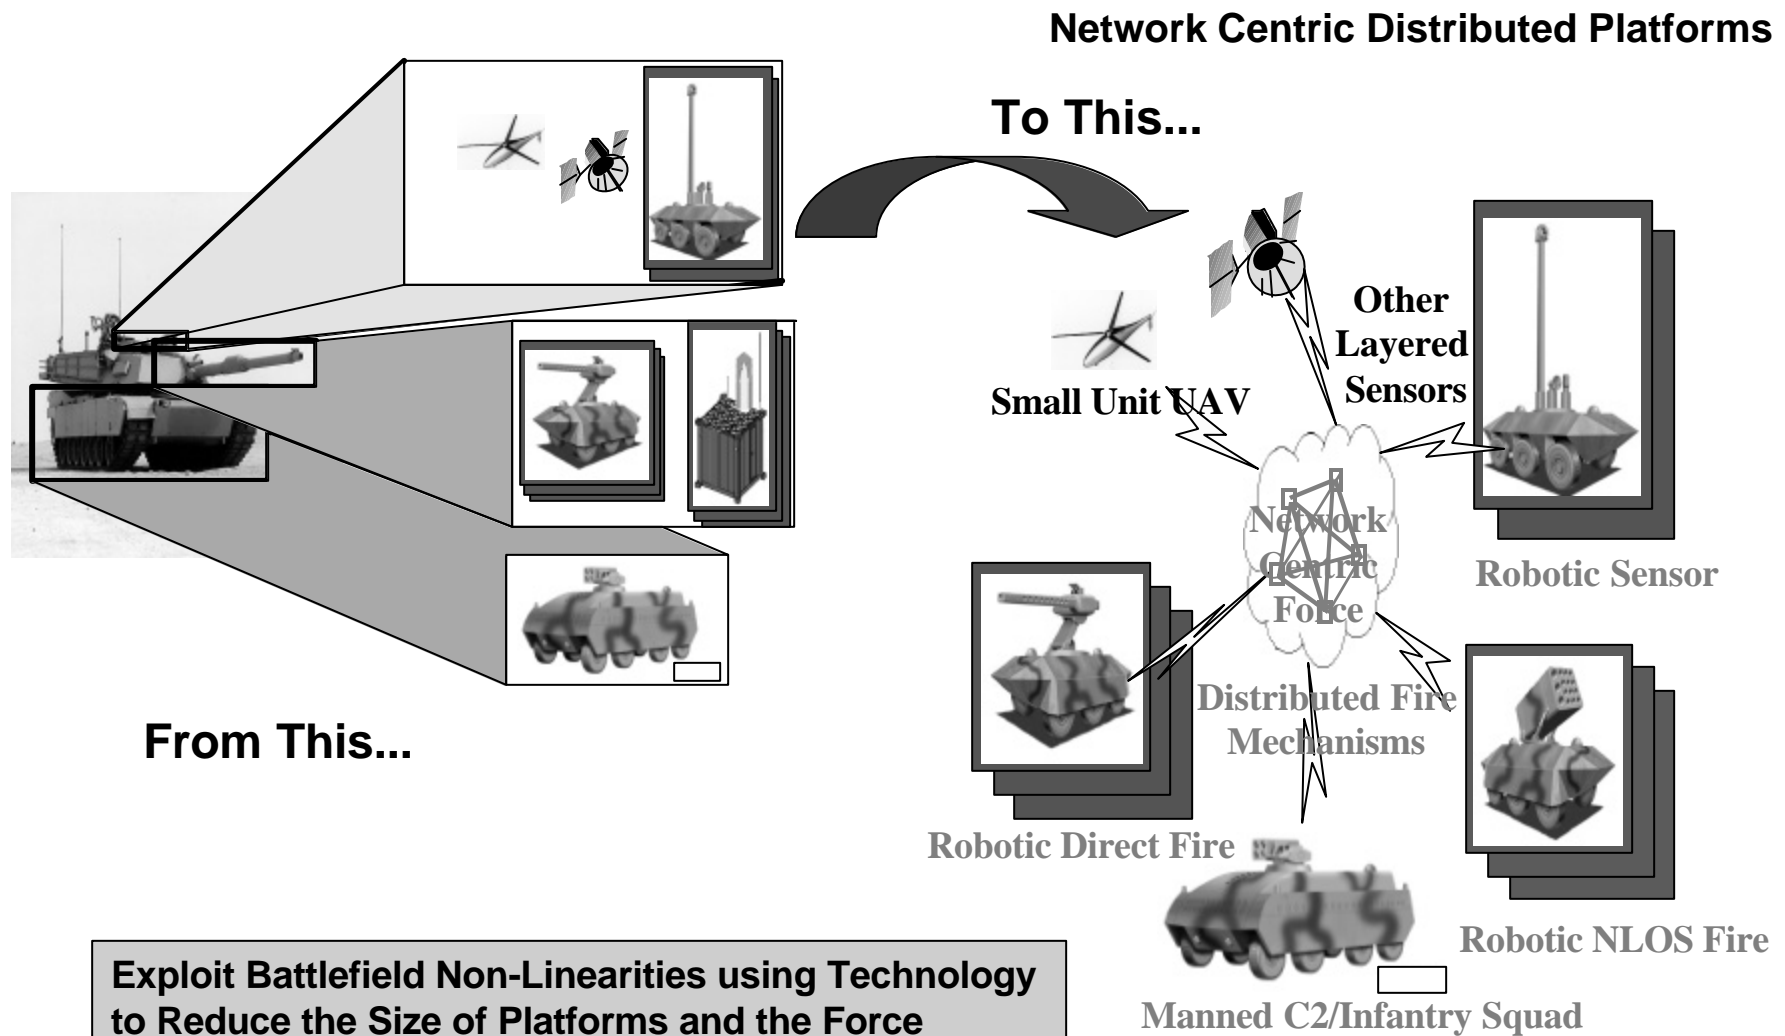 Network Centric Distributed Platforms
To This...
Other
Layered
Sensors
Small Unit UAV
Network
Centric
Force
Robotic Sensor
Distributed Fire
Mechanisms
From This...
Robotic Direct Fire
Robotic NLOS Fire
Manned C2/Infantry Squad
Exploit Battlefield Non-Linearities using Technology
to Reduce the Size of Platforms and the Force